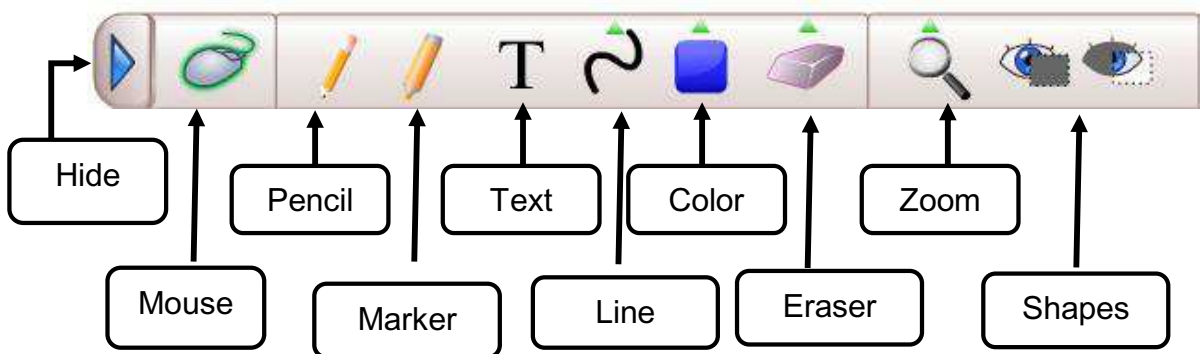 T
Hide
Pencil
Text
Color
Zoom
Mouse
Marker
Line
Eraser
Shapes